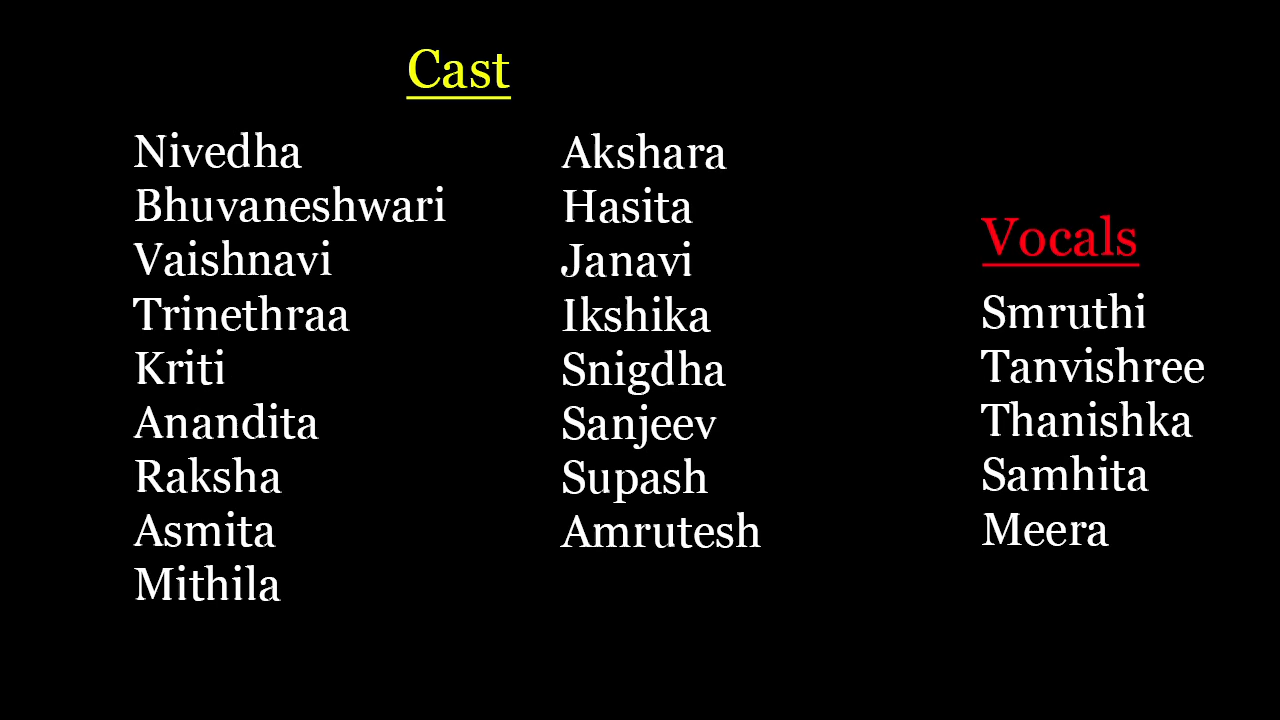 Cast
Nivedha
Bhuvaneshwari
Vaishnavi
Trinethraa
Kriti
Anandita
Raksha
Asmita
Mithila
Akshara
Hasita
Janavi
Ikshika
Snigdha
Sanjeev
Supash
Amrutesh
Vocals
Smruthi
Tanvishree
Thanishka
Samhita
Meera